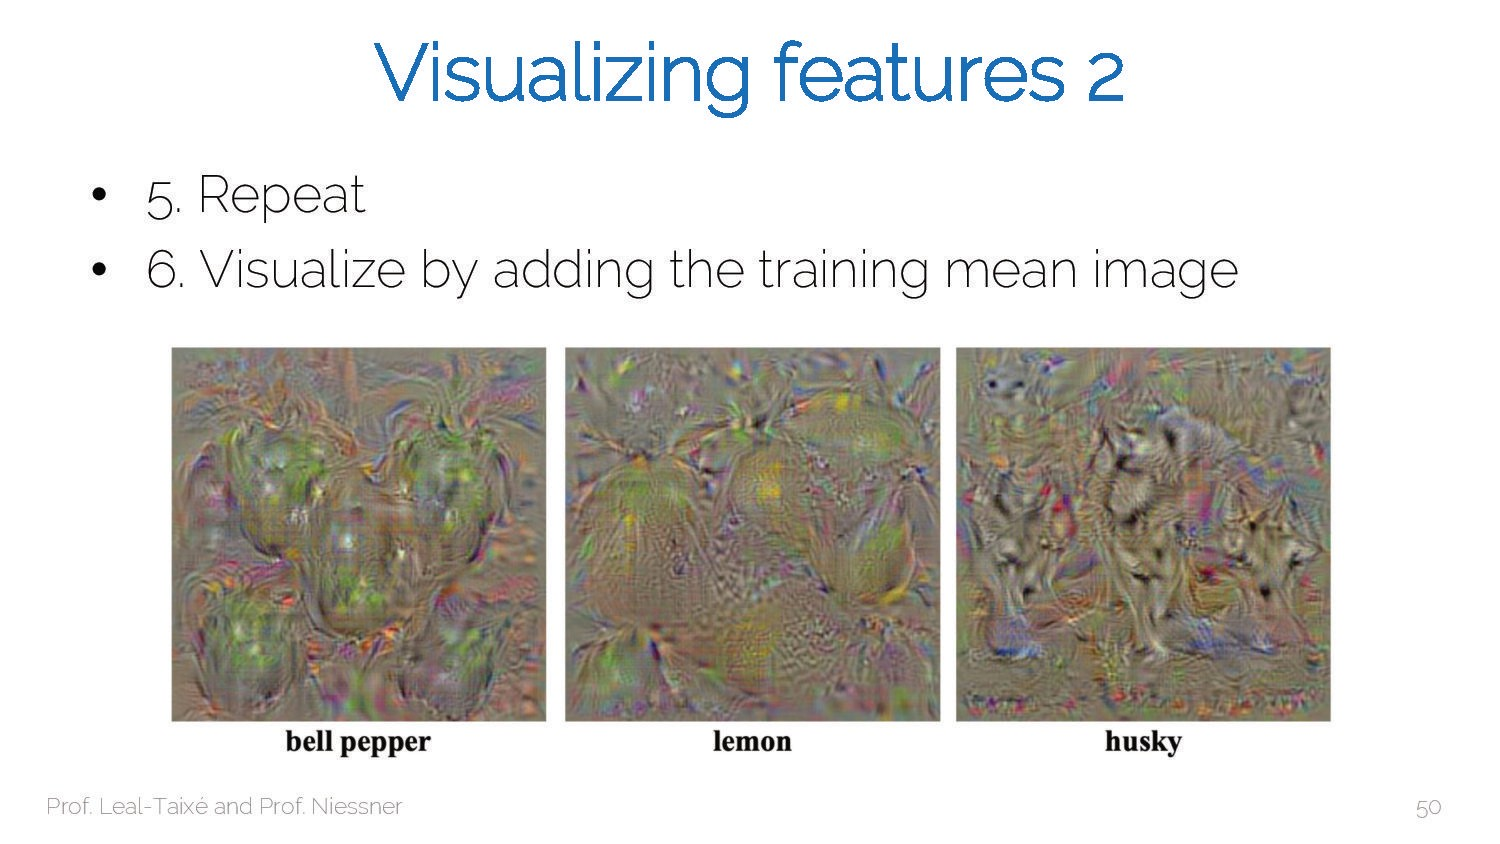 Visualizing features 2
• 5. Repeat
• 6. Visualize by adding the training mean image
bell pepper
lemon
husky
Prof. Leal-Taixé and Prof. Niessner
50